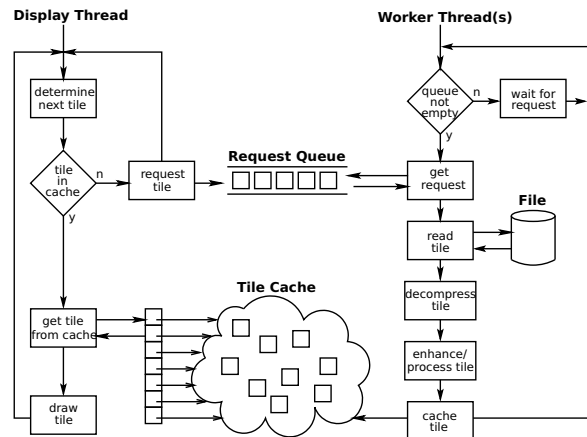 Display Thread
Worker Thread(s)
determine
next tile
queue
not
empty
n
wait for
request
y
tile
in
cache
n
request
tile
Request Queue
get
request
y
read
tile
File
decompress
tile
Tile Cache
get tile
from cache
enhance/
process tile
draw
tile
cache
tile